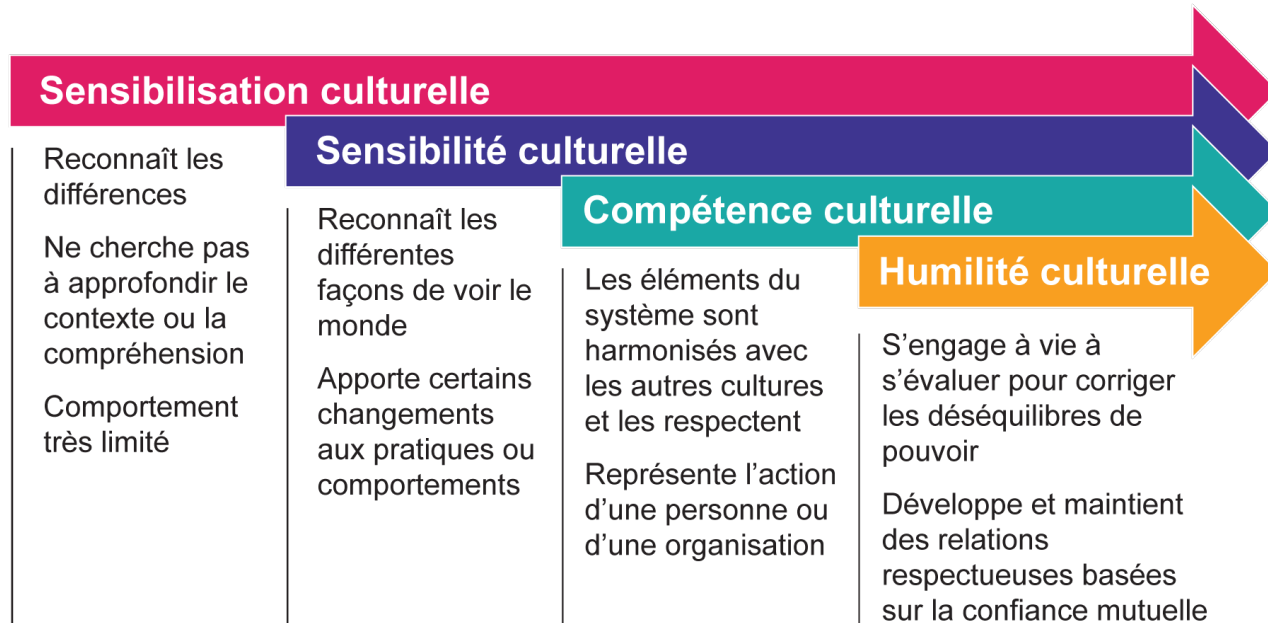 Sensibilisation culturelle
Reconnaît les
différences
Ne cherche pas
à approfondir le
contexte ou la
compréhension
Comportement
très limité
Sensibilité culturelle
Reconnaît les
différentes
façons de voir le
monde
Apporte certains
changements
aux pratiques ou
comportements
Compétence culturelle
Les éléments du
système sont
harmonisés avec
les autres cultures
et les respectent
Représente l’action
d’une personne ou
d’une organisation
Humilité culturelle
S’engage à vie à
s’évaluer pour corriger
les déséquilibres de
pouvoir
Développe et maintient
des relations
respectueuses basées
sur la confiance mutuelle